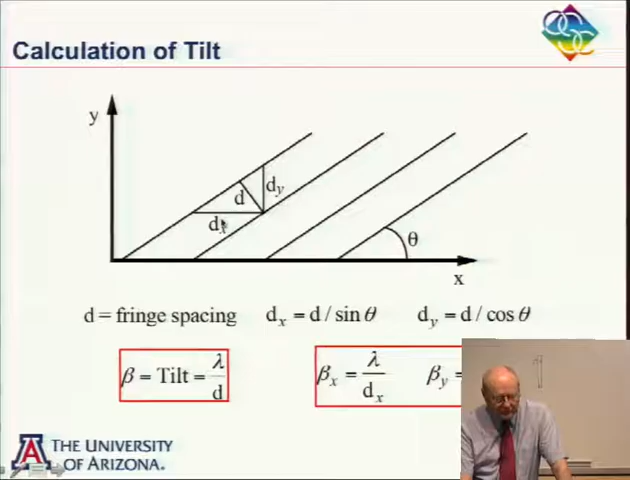 Calculation of Tilt
y
d
d_y
d_x
θ
x
d = fringe spacing d_x = d / sin θ d_y = d / cos θ
β = Tilt = λ/d
β_x = λ/d_x β_y =
THE UNIVERSITY
OF ARIZONA.